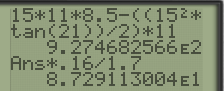 15*11*8.5-((15²*
tan(21))/2)*11
9.274682566ᴇ2
Ans*.16/1.7
8.729113004ᴇ1